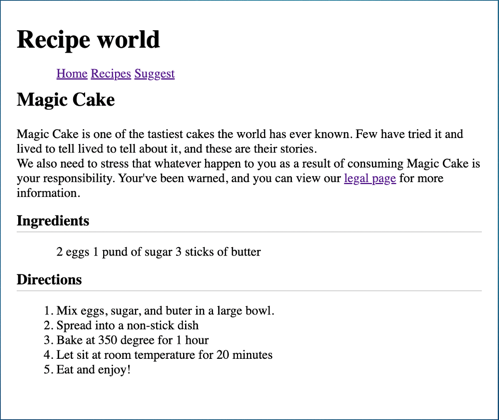 Recipe world
Home Recipes Suggest
Magic Cake
Magic Cake is one of the tastiest cakes the world has ever known. Few have tried it and
lived to tell lived to tell about it, and these are their stories.
We also need to stress that whatever happen to you as a result of consuming Magic Cake is
your responsibility. Your've been warned, and you can view our legal page for more
information.
Ingredients
2 eggs 1 pund of sugar 3 sticks of butter
Directions
1. Mix eggs, sugar, and buter in a large bowl.
2. Spread into a non-stick dish
3. Bake at 350 degree for 1 hour
4. Let sit at room temperature for 20 minutes
5. Eat and enjoy!